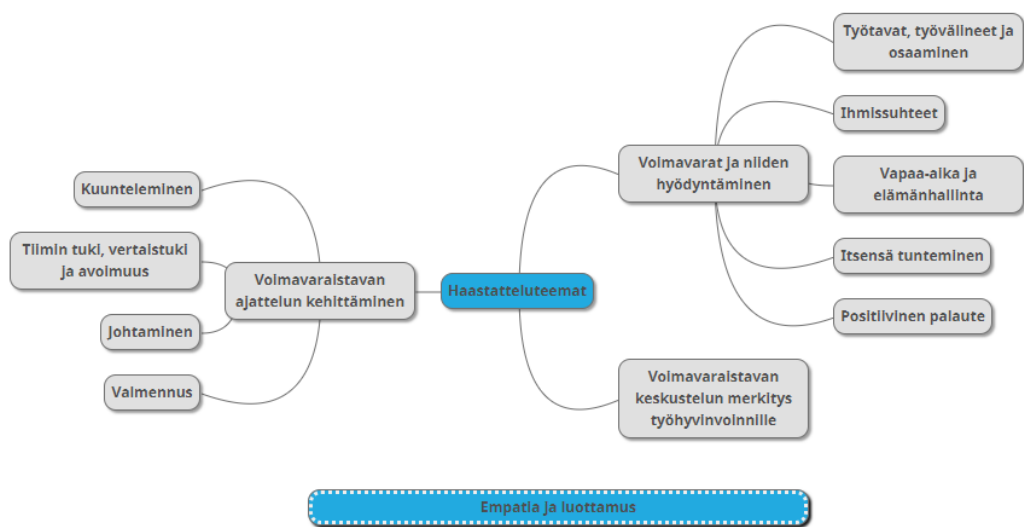 Työtavat, työvälineet ja
osaaminen
Ihmissuhteet
Voimavarat ja niiden
hyödyntäminen
Vapaa-aika ja
elämänhallinta
Kuunteleminen
Tiimin tuki, vertaistuki
ja avoimuus
Itsensä tunteminen
Voimavaraistavan
ajattelun kehittäminen
Haastatteluteemat
Positiivinen palaute
Johtaminen
Valmennus
Voimavaraistavan
keskustelun merkitys
työhyvinvoinnille
Empatia ja luottamus